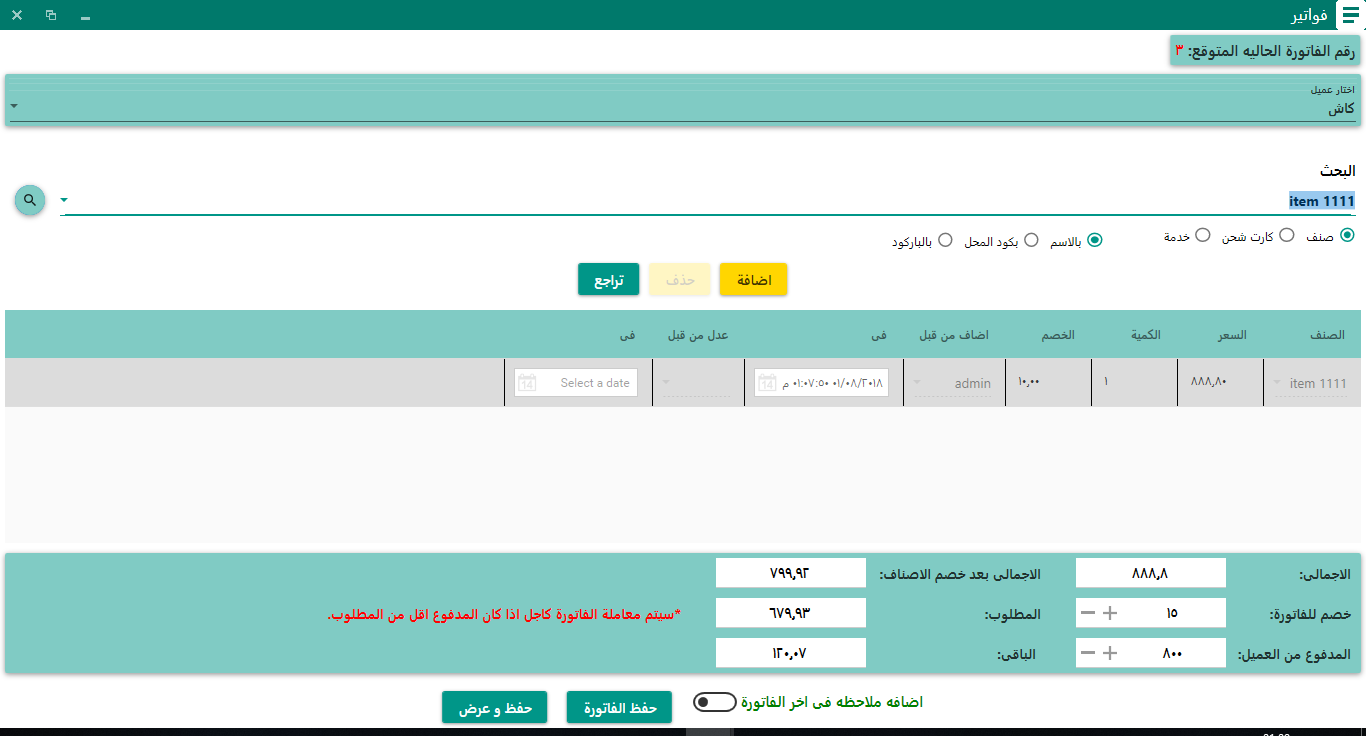 فواتير
رقم الفاتورة الحاليه المتوقع: ٣
اختار عميل
كاش
البحث
item 1111
صنف كارت شحن خدمة بالاسم بكود المحل بالباركود
اضافة حذف تراجع
الصنف السعر الكمية الخصم اضاف من قبل فى عدل من قبل فى
item 1111 ٨٨٨,٨٠ ١ ١٠,٠٠ admin ٠١/٠٨/٢٠١٨ ٠١:٠٧:٥٠ م Select a date
الاجمالى: ٨٨٨,٨ الاجمالى بعد خصم الاصناف: ٧٩٩,٩٢
خصم للفاتورة: ١٥ المطلوب: ٦٧٩,٩٣ *سيتم معاملة الفاتورة كاجل اذا كان المدفوع اقل من المطلوب.
المدفوع من العميل: ٨٠٠ الباقى: ١٢٠,٠٧
اضافه ملاحظه فى اخر الفاتورة حفظ الفاتورة حفظ و عرض